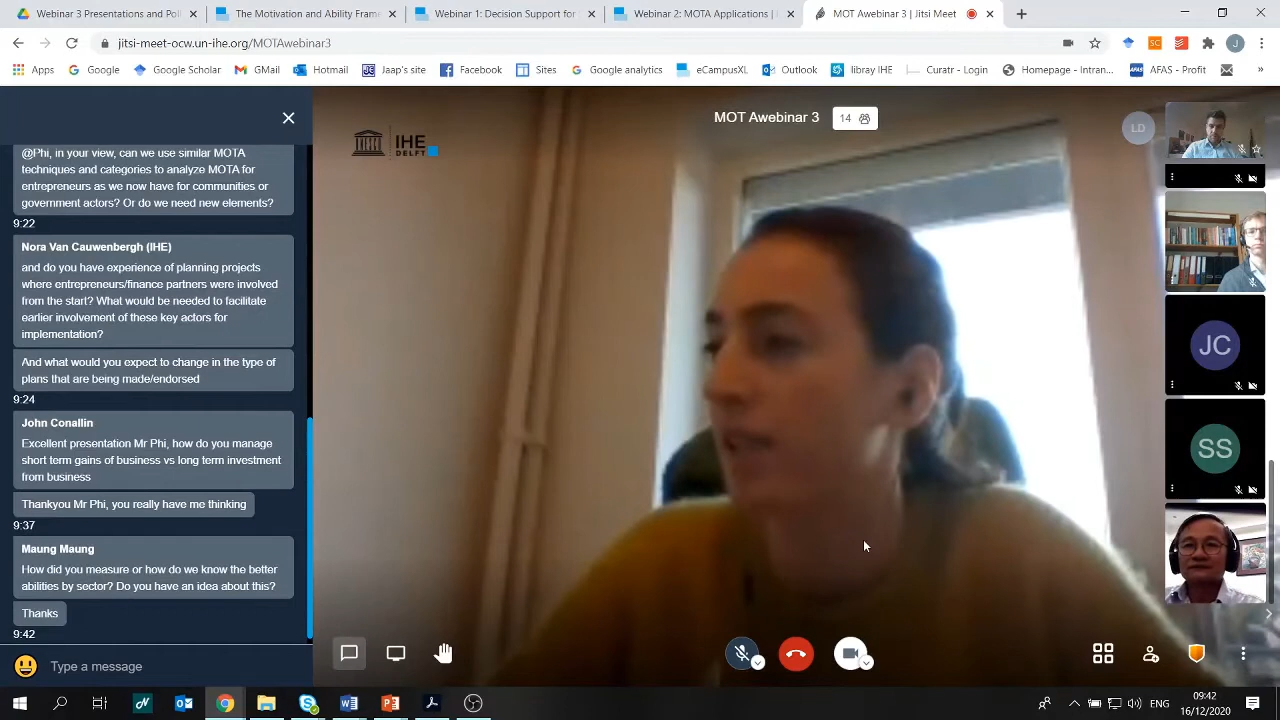 Webinar 3 Presentations and Poll
The Motivation and Ability Fram
Webinar 1: Decision Support for
Webinar 2: MOTA Applications |
MOT Awebinar 3 | Jitsi Meet
jitsi-meet-ocw.un-ihe.org/MOTAwebinar3
J
Apps
Google
Google Scholar
GMail
Hotmail
Jaap's site
Facebook
Sites
Google analytics
eCampusXL
Outlook
libray IHE
Curatr - Login
Homepage - Intran...
AFAS - Profit
»
@Phi, in your view, can we use similar MOTA
techniques and categories to analyze MOTA for
entrepreneurs as we now have for communities or
government actors? Or do we need new elements?
9:22
Nora Van Cauwenbergh (IHE)
and do you have experience of planning projects
where entrepreneurs/finance partners were involved
from the start? What would be needed to facilitate
earlier involvement of these key actors for
implementation?
And what would you expect to change in the type of
plans that are being made/endorsed
9:24
John Conallin
Excellent presentation Mr Phi, how do you manage
short term gains of business vs long term investment
from business
Thankyou Mr Phi, you really have me thinking
9:37
Maung Maung
How did you measure or how do we know the better
abilities by sector? Do you have an idea about this?
Thanks
9:42
Type a message
IHE
DELFT
MOT Awebinar 3
14
LD
JC
SS
ENG
09:42
16/12/2020